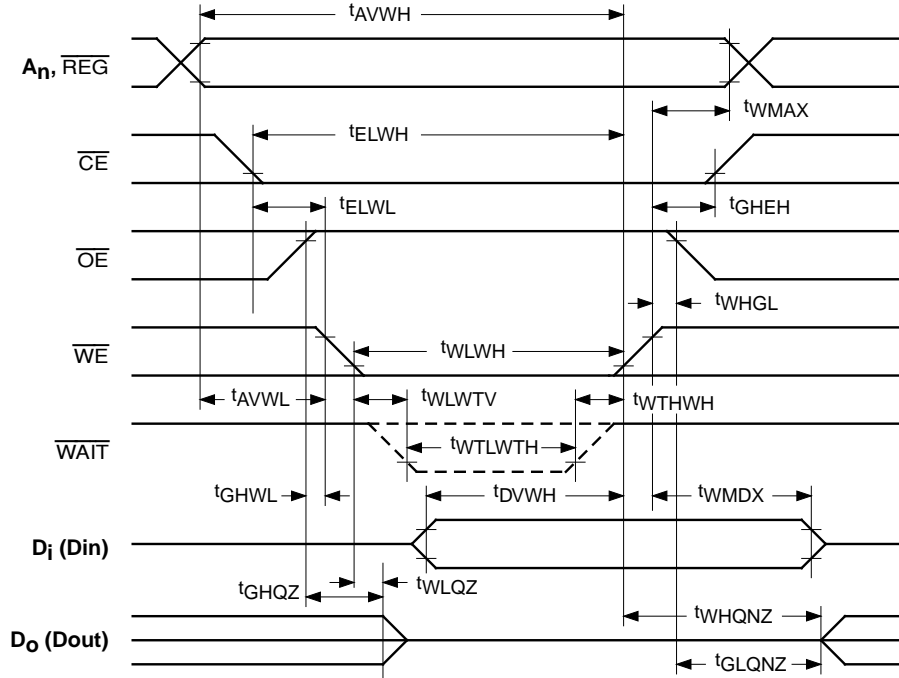 tAVWH
An, REG
tWMAX
tELWH
CE
tELWL
tGHEH
OE
tWHGL
WE
tWLWH
tAVWL
tWLWTV
tWTHWH
WAIT
tWTLWTH
tGHWL
tDVWH
tWMDX
Di (Din)
tGHQZ
tWLQZ
tWHQNZ
Do (Dout)
tGLQNZ